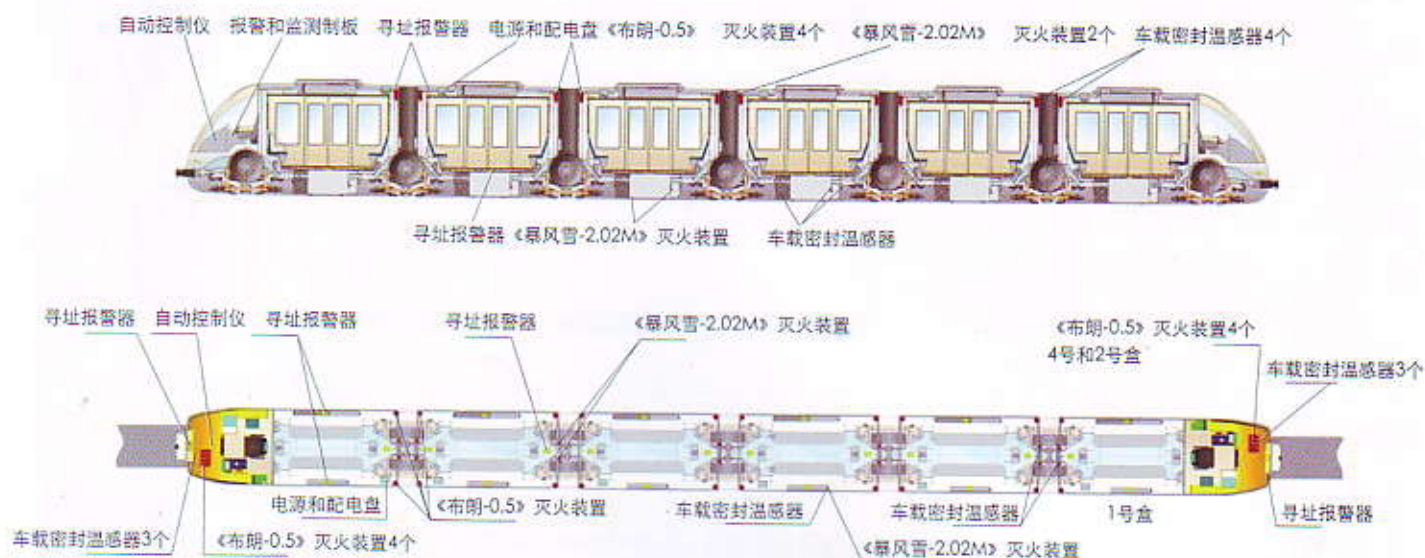 自动控制仪 报警和监测制板 寻址报警器 电源和配电盘 《布朗-0.5》 灭火装置4个 《暴风雪-2.02M》 灭火装置2个 车载密封温感器4个
寻址报警器 《暴风雪-2.02M》 灭火装置 车载密封温感器
寻址报警器 自动控制仪 寻址报警器 寻址报警器 《暴风雪-2.02M》 灭火装置 《布朗-0.5》 灭火装置4个
4号和2号盒
车载密封温感器3个
电源和配电盘 《布朗-0.5》 灭火装置 车载密封温感器 车载密封温感器 1号盒 寻址报警器
车载密封温感器3个 《布朗-0.5》 灭火装置4个 《暴风雪-2.02M》 灭火装置